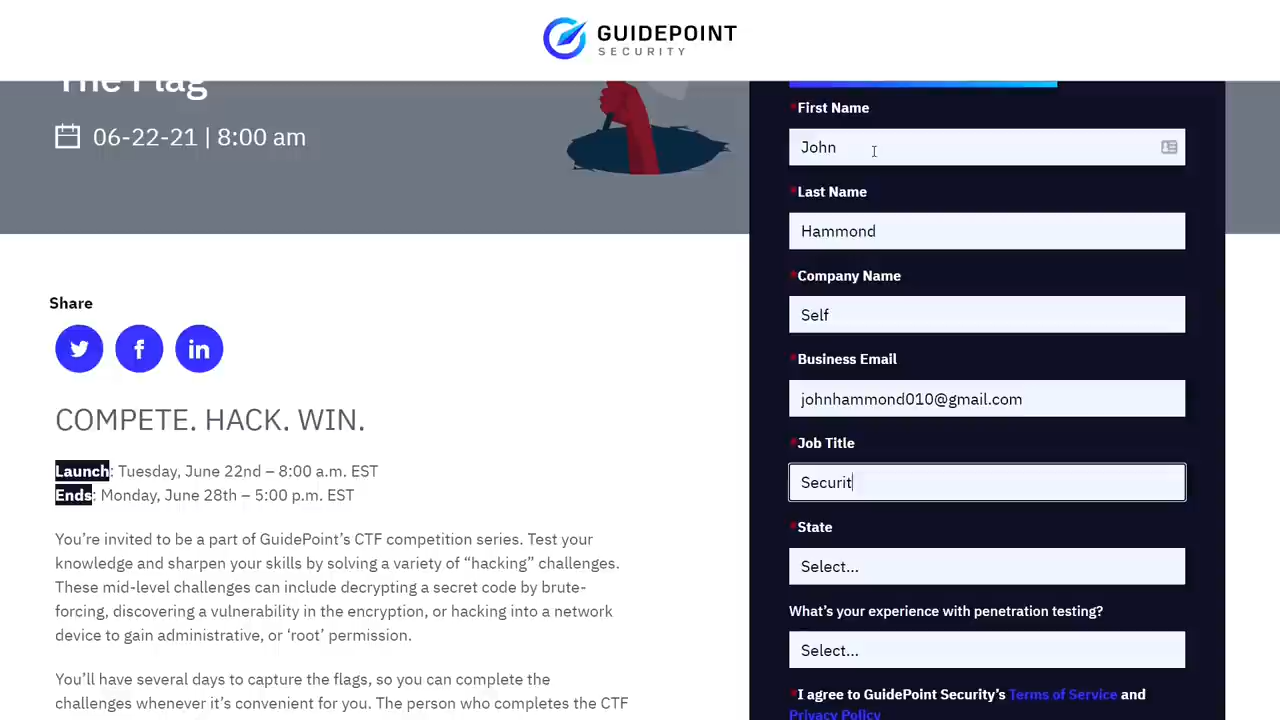 GUIDEPOINT
SECURITY
The Flag
06-22-21 | 8:00 am
Share
COMPETE. HACK. WIN.
Launch: Tuesday, June 22nd – 8:00 a.m. EST
Ends: Monday, June 28th – 5:00 p.m. EST
You’re invited to be a part of GuidePoint’s CTF competition series. Test your
knowledge and sharpen your skills by solving a variety of “hacking” challenges.
These mid-level challenges can include decrypting a secret code by brute-
forcing, discovering a vulnerability in the encryption, or hacking into a network
device to gain administrative, or ‘root’ permission.
You’ll have several days to capture the flags, so you can complete the
challenges whenever it’s convenient for you. The person who completes the CTF
*First Name
John
*Last Name
Hammond
*Company Name
Self
*Business Email
johnhammond010@gmail.com
*Job Title
Securit
*State
Select...
What’s your experience with penetration testing?
Select...
*I agree to GuidePoint Security’s Terms of Service and
Privacy Policy